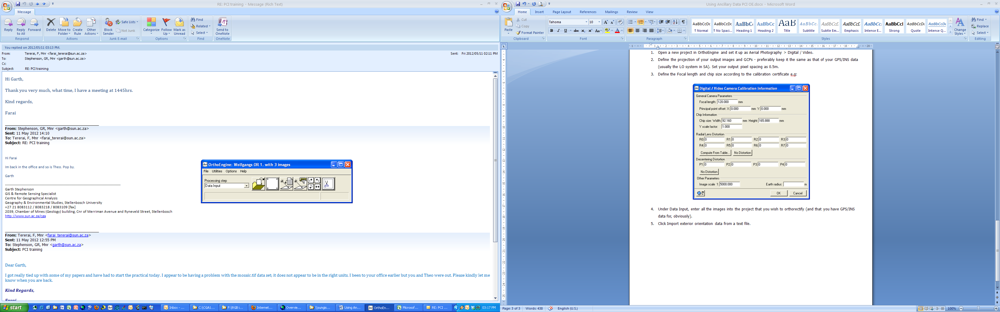 RE: PCI training - Message (Rich Text)
Message
Reply
Reply to All
Forward
Respond
Delete
Move to Folder
Create Rule
Other Actions
Actions
Block Sender
Safe Lists
Not Junk
Junk E-mail
Categorize
Follow Up
Mark as Unread
Options
Find
Related
Select
Find
Send to OneNote
OneNote
You replied on 2012/05/11 03:13 PM.
From: Tererai, F, Mnr <farai_tererai@sun.ac.za>
Sent: Fri 2012/05/11 02:11 PM
To: Stephenson, GR, Mnr <garth@sun.ac.za>
Cc:
Subject: RE: PCI training
Hi Garth,
Thank you very much, what time, I have a meeting at 1445hrs.
Kind regards,
Farai
From: Stephenson, GR, Mnr <garth@sun.ac.za>
Sent: 11 May 2012 14:10
To: Tererai, F, Mnr <farai_tererai@sun.ac.za>
Subject: RE: PCI training
Hi Farai
Im back in the office and so is Theo. Pop by.
Garth
Garth Stephenson
GIS & Remote Sensing Specialist
Centre for Geographical Analysis
Geography & Environmental Studies, Stellenbosch University
+27 21 8083112 / 8083218 / 8083109 [fax]
2039, Chamber of Mines (Geology) building, Cnr of Merriman Avenue and Ryneveld Street, Stellenbosch
http://www.sun.ac.za/cga
From: Tererai, F, Mnr <farai_tererai@sun.ac.za>
Sent: 11 May 2012 12:55 PM
To: Stephenson, GR, Mnr <garth@sun.ac.za>
Subject: PCI training
Dear Garth,
I got really tied up with some of my papers and have had to start the practical today. I appear to be having a problem with the mosaic.tif data set; it does not appear to be in the right units. I been to your office earlier but you and Theo were out. Please kindly let me
know when you are back.
Kind Regards,
Farai
OrthoEngine: Wolfgangs OR 1. with 3 images
File Utilities Options Help
Processing step
Data Input
start
Inbox - ...
C:\CGA1...
F:\RGB i...
Internet...
Overvie...
\\sungis...
Using An...
OrthoEn...
Microsof...
RE: PCI ...
03:17 PM
Using Ancillary Data PCI OE.docx - Microsoft Word
Home Insert Page Layout References Mailings Review View
Paste
Cut
Copy
Format Painter
Clipboard
Tahoma 10
Font
Paragraph
AaBbCcDc ¶ Normal
AaBbCcDc ¶ No Spaci...
AaBbC Heading 1
AaBbCc Heading 2
AaB Title
AaBbCc. Subtitle
AaBbCcL Subtle Em...
AaBbCcL Emphasis
AaBbCc. Intense E...
AaBbCcl Strong
AaBbCcDc Quote
AaBbCcDc Intense Q...
Change Styles
Styles
Find
Replace
Select
Editing
1. Open a new project in OrthoEngine and set it up as Aerial Photography > Digital / Video.
2. Define the projection of your output images and GCPs - preferably keep it the same as that of your GPS/INS data
(usually the LO system in SA). Set your output pixel spacing as 0.5m.
3. Define the Focal length and chip size according to the calibration certificate e.g:
Digital / Video Camera Calibration Information
General Camera Parameters
Focal length: 120.000 mm
Principal point offset: X: 0.000 mm Y: 0.000 mm
Chip Information
Chip size: Width: 92.160 mm Height: 165.888 mm
Y scale factor: 1.000
Radial Lens Distortion
R0: 0 R1: 0 R2: 0 R3: 0
R4: 0 R5: 0 R6: 0 R7: 0
Compute From Table... No Distortion
Decentering Distortion
P1: 0 P2: 0 P3: 0 P4: 0
No Distortion
Other Parameters
Image scale 1: 5000.000 Earth radius: m
OK Cancel
4. Under Data Input, enter all the images into the project that you wish to orthorectify (and that you have GPS/INS
data for, obviously).
5. Click Import exterior orientation data from a text file.
Page: 3 of 3 Words: 438 English (U.S.) 100%